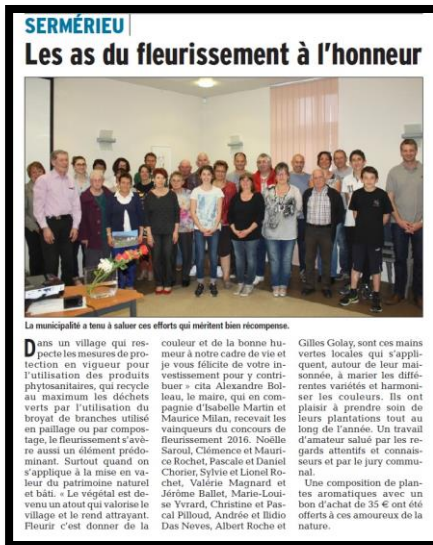 SERMÉRIEU
Les as du fleurissement à l'honneur
La municipalité a tenu à saluer ces efforts qui méritent bien récompense.
Dans un village qui res-
pecte les mesures de pro-
tection en vigueur pour
l'utilisation des produits
phytosanitaires, qui recycle
au maximum les déchets
verts par l'utilisation du
broyat de branches utilisé
en paillage ou par compos-
tage, le fleurissement s'avè-
re aussi un élément prédo-
minant. Surtout quand on
s'applique à la mise en va-
leur du patrimoine naturel
et bâti. « Le végétal est de-
venu un atout qui valorise le
village et le rend attrayant.
Fleurir c'est donner de la
couleur et de la bonne hu-
meur à notre cadre de vie et
je vous félicite de votre in-
vestissement pour y contri-
buer » cita Alexandre Bol-
leau, le maire, qui en com-
pagnie d'Isabelle Martin et
Maurice Milan, recevait les
vainqueurs du concours de
fleurissement 2016. Noëlle
Saroul, Clémence et Mauri-
ce Rochet, Pascale et Daniel
Chorier, Sylvie et Lionel Ro-
chet, Valérie Magnard et
Jérôme Ballet, Marie-Loui-
se Yvrard, Christine et Pas-
cal Pilloud, Andrée et Ilidio
Das Neves, Albert Roche et
Gilles Golay, sont ces mains
vertes locales qui s'appli-
quent, autour de leur mai-
sonnée, à marier les diffé-
rentes variétés et harmoni-
ser les couleurs. Ils ont
plaisir à prendre soin de
leurs plantations tout au
long de l'année. Un travail
d'amateur salué par les re-
gards attentifs et connais-
seurs et par le jury commu-
nal.
Une composition de plan-
tes aromatiques avec un
bon d'achat de 35 € ont été
offerts à ces amoureux de la
nature.